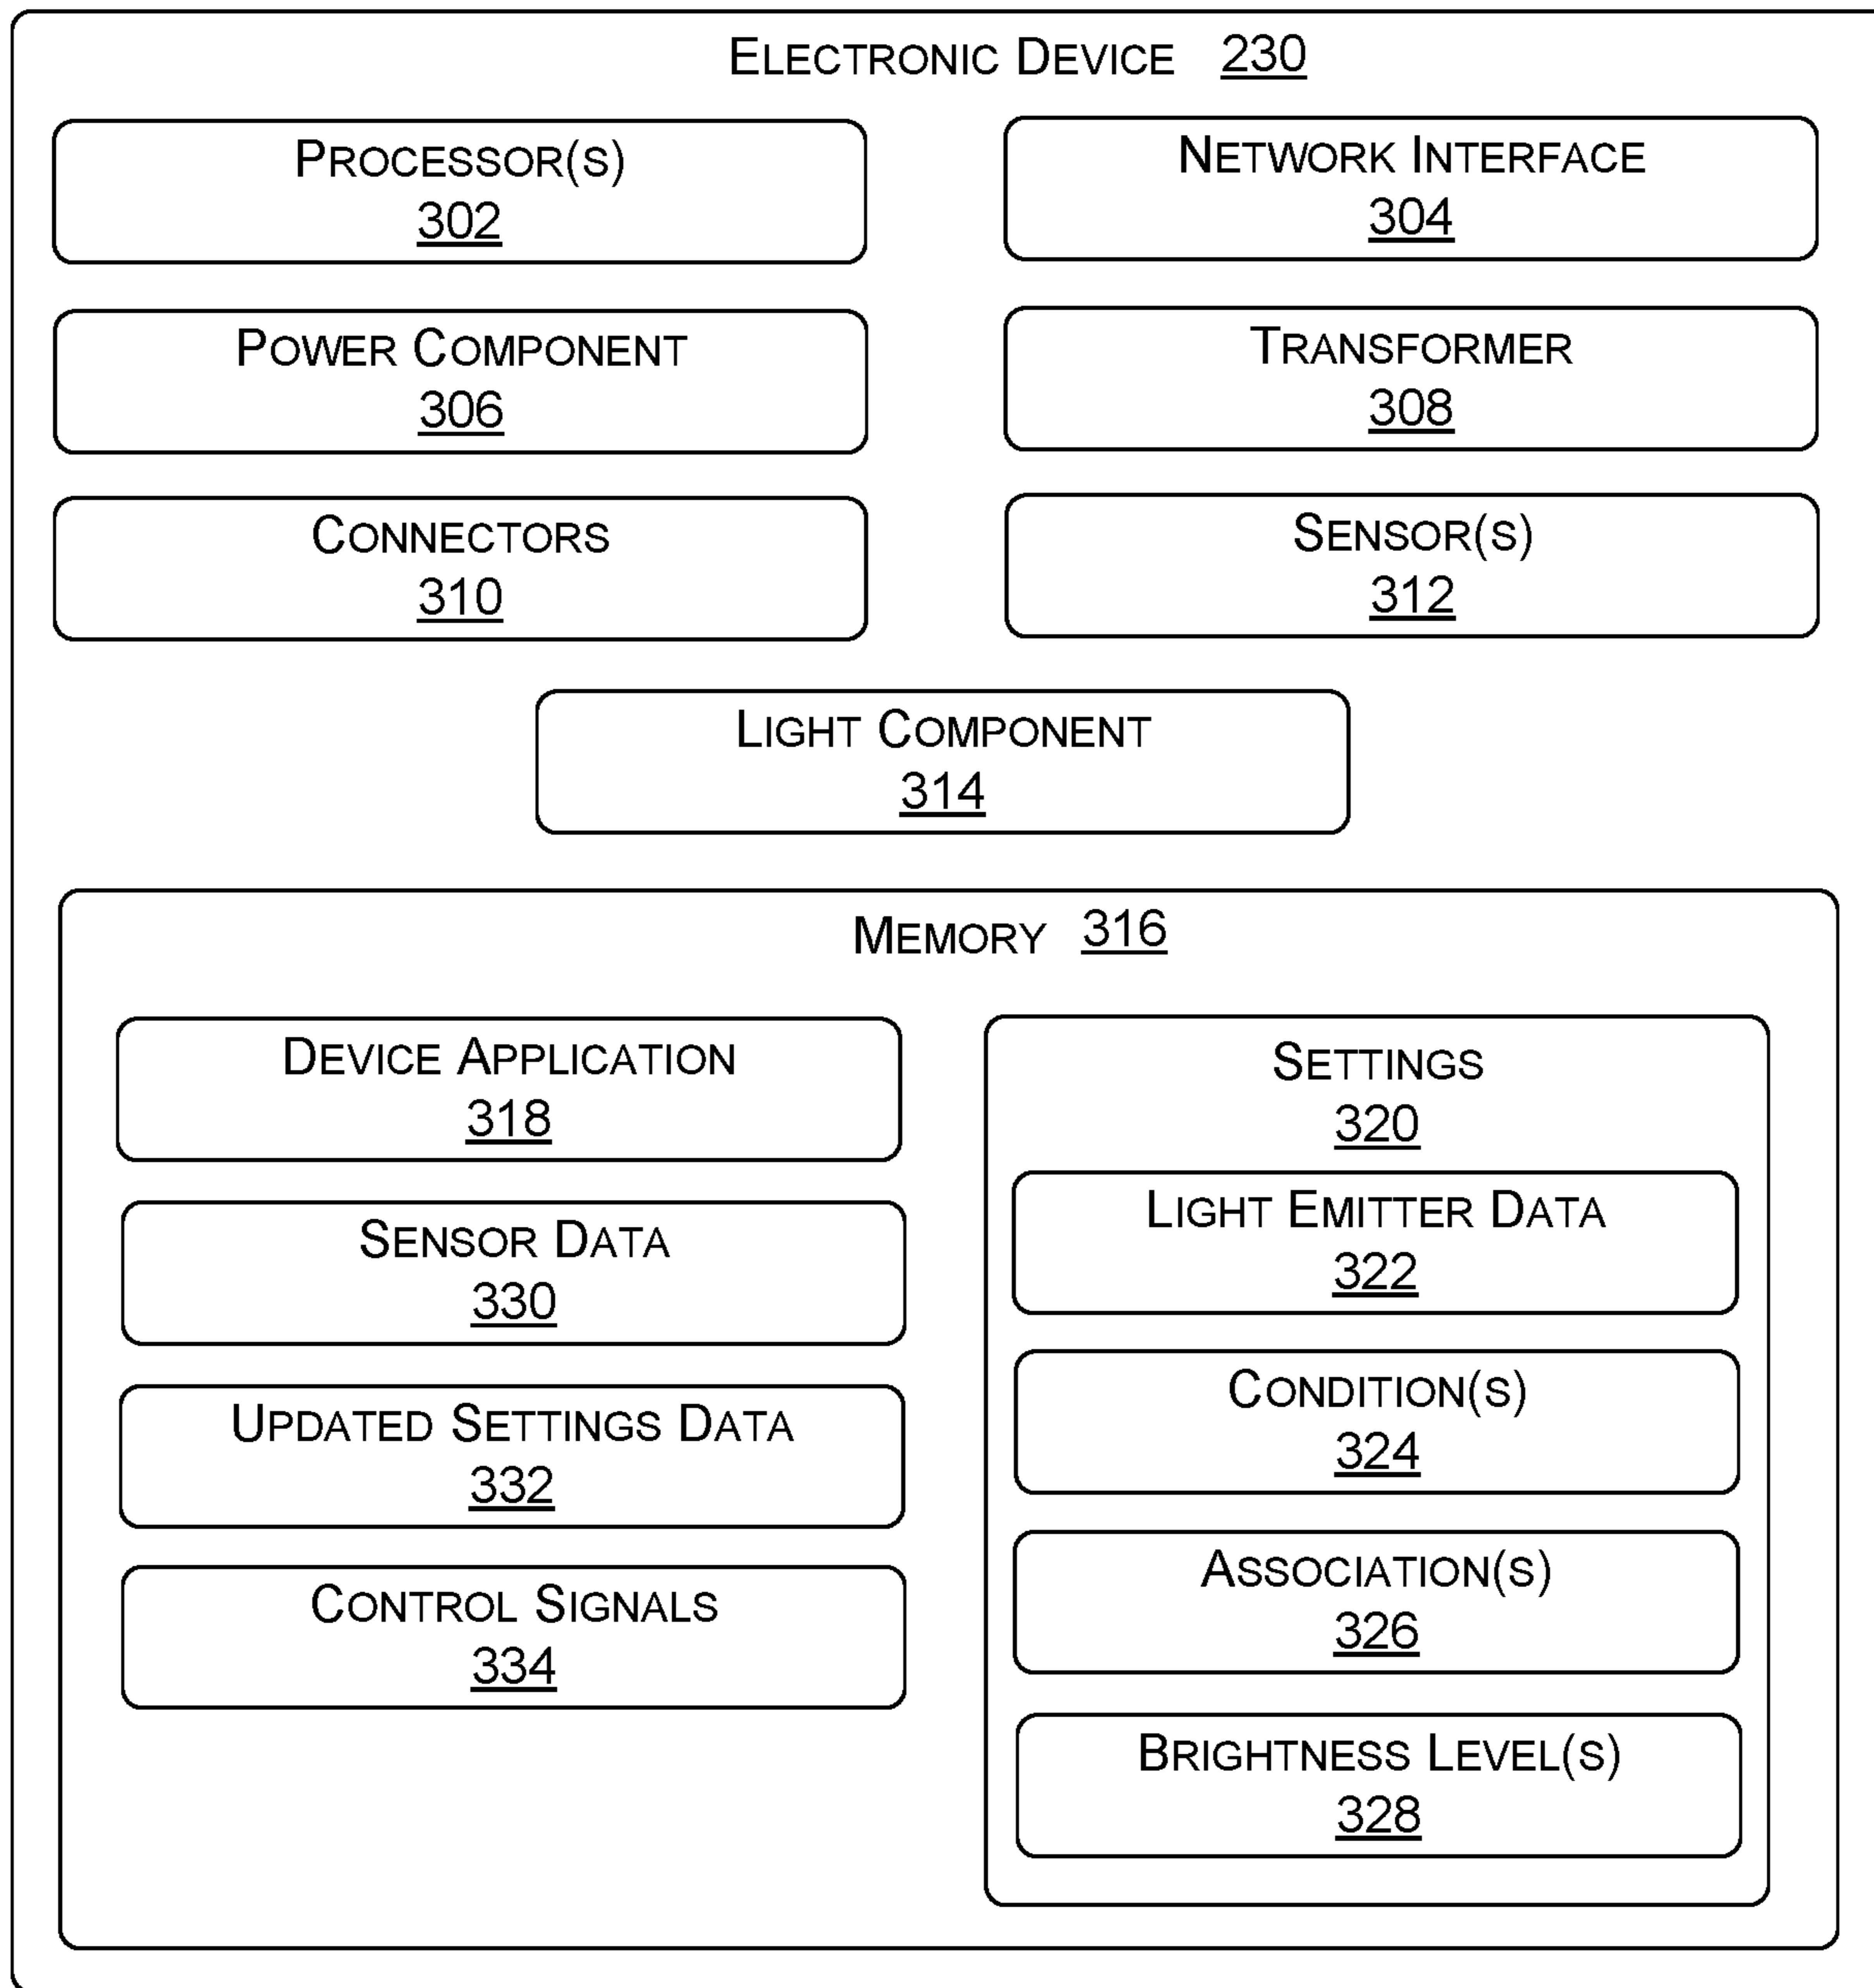 ELECTRONIC DEVICE 230
PROCESSOR(S)
302
NETWORK INTERFACE
304
POWER COMPONENT
306
TRANSFORMER
308
CONNECTORS
310
SENSOR(S)
312
LIGHT COMPONENT
314
MEMORY 316
DEVICE APPLICATION
318
SENSOR DATA
330
UPDATED SETTINGS DATA
332
CONTROL SIGNALS
334
SETTINGS
320
LIGHT EMITTER DATA
322
CONDITION(S)
324
ASSOCIATION(S)
326
BRIGHTNESS LEVEL(S)
328